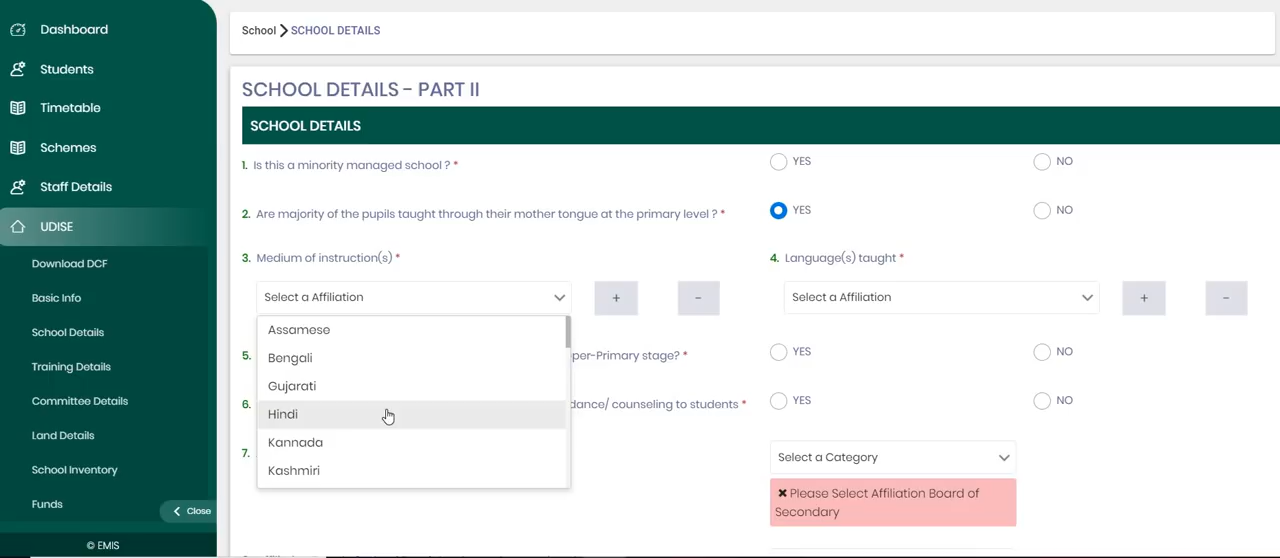 Dashboard
Students
Timetable
Schemes
Staff Details
UDISE
Download DCF
Basic Info
School Details
Training Details
Committee Details
Land Details
School Inventory
Funds
Close
© EMIS
School SCHOOL DETAILS
SCHOOL DETAILS - PART II
SCHOOL DETAILS
1. Is this a minority managed school ? * YES NO
2. Are majority of the pupils taught through their mother tongue at the primary level ? * YES NO
3. Medium of instruction(s) * 4. Language(s) taught *
Select a Affiliation + - Select a Affiliation + -
Assamese
Bengali
Gujarati
Hindi
Kannada
Kashmiri
5. per-Primary stage? * YES NO
6. dance/ counseling to students * YES NO
7. Select a Category
✖ Please Select Affiliation Board of
Secondary